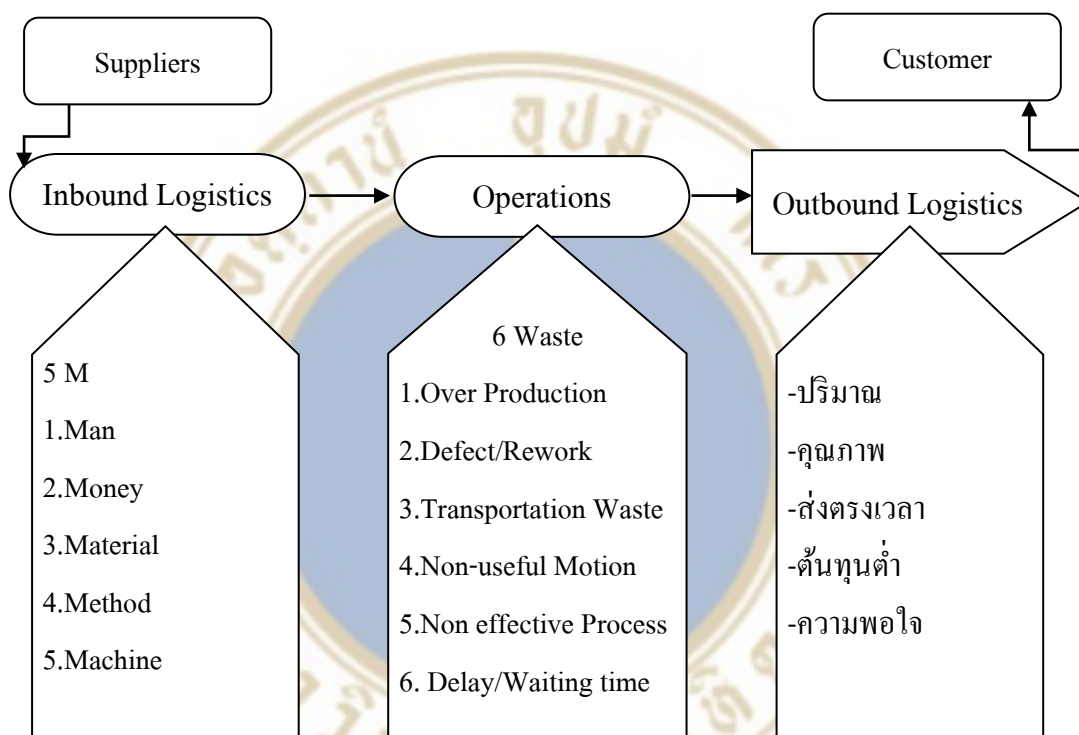 Suppliers
Customer
Inbound Logistics
Operations
Outbound Logistics
5 M
1.Man
2.Money
3.Material
4.Method
5.Machine
6 Waste
1.Over Production
2.Defect/Rework
3.Transportation Waste
4.Non-useful Motion
5.Non effective Process
6. Delay/Waiting time
-ปริมาณ
-คุณภาพ
-ส่งตรงเวลา
-ต้นทุนต่ำ
-ความพอใจ
อุปมํ